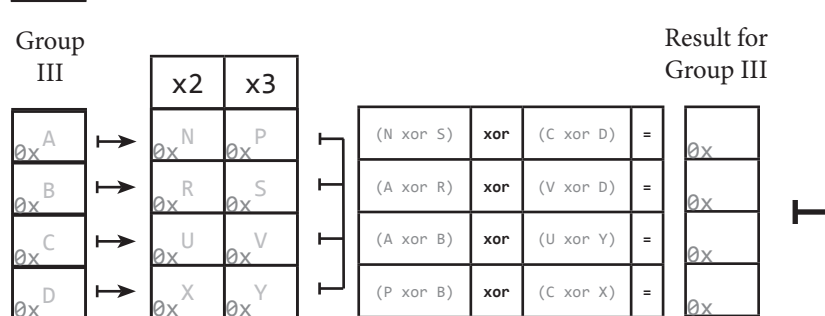 Group
III
Result for
Group III
x2 x3
0x A 0x N 0x P (N xor S) xor (C xor D) = 0x
0x B 0x R 0x S (A xor R) xor (V xor D) = 0x
0x C 0x U 0x V (A xor B) xor (U xor Y) = 0x
0x D 0x X 0x Y (P xor B) xor (C xor X) = 0x